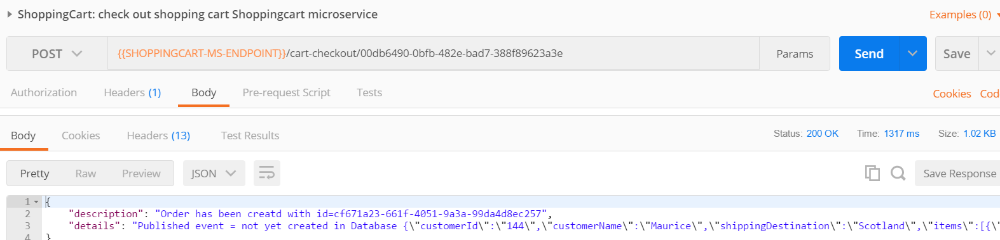 ShoppingCart: check out shopping cart Shoppingcart microservice
Examples (0)
POST
{{SHOPPINGCART-MS-ENDPOINT}}/cart-checkout/00db6490-0bfb-482e-bad7-388f89623a3e
Params
Send
Save
Authorization
Headers (1)
Body
Pre-request Script
Tests
Cookies
Cod
Body
Cookies
Headers (13)
Test Results
Status: 200 OK
Time: 1317 ms
Size: 1.02 KB
Pretty
Raw
Preview
JSON
Save Response
1 {
2 "description": "Order has been creatd with id=cf671a23-661f-4051-9a3a-99da4d8ec257",
3 "details": "Published event = not yet created in Database {\"customerId\":\"144\",\"customerName\":\"Maurice\",\"shippingDestination\":\"Scotland\",\"items\":[{\"
4 }